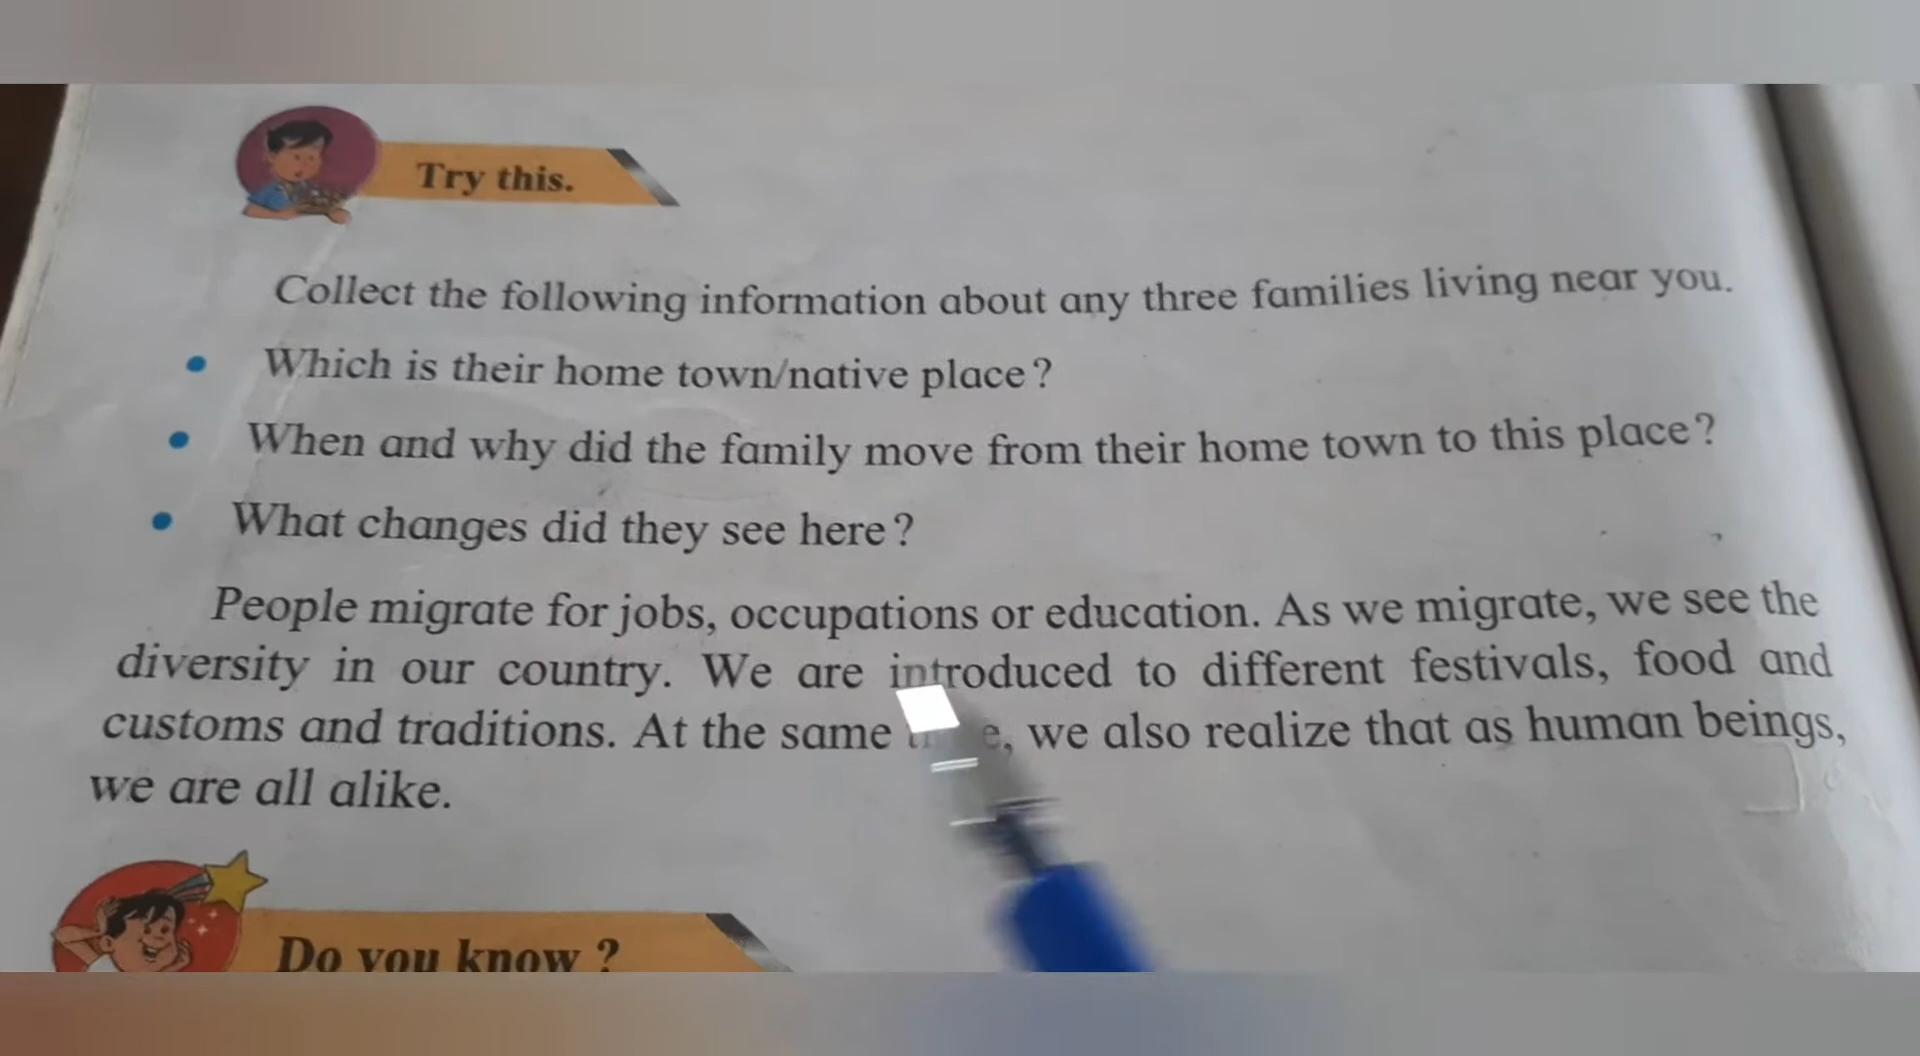 Try this.
Collect the following information about any three families living near you.
• Which is their home town/native place?
• When and why did the family move from their home town to this place?
• What changes did they see here?
People migrate for jobs, occupations or education. As we migrate, we see the
diversity in our country. We are introduced to different festivals, food and
customs and traditions. At the same we also realize that as human beings,
we are all alike.
Do you know?